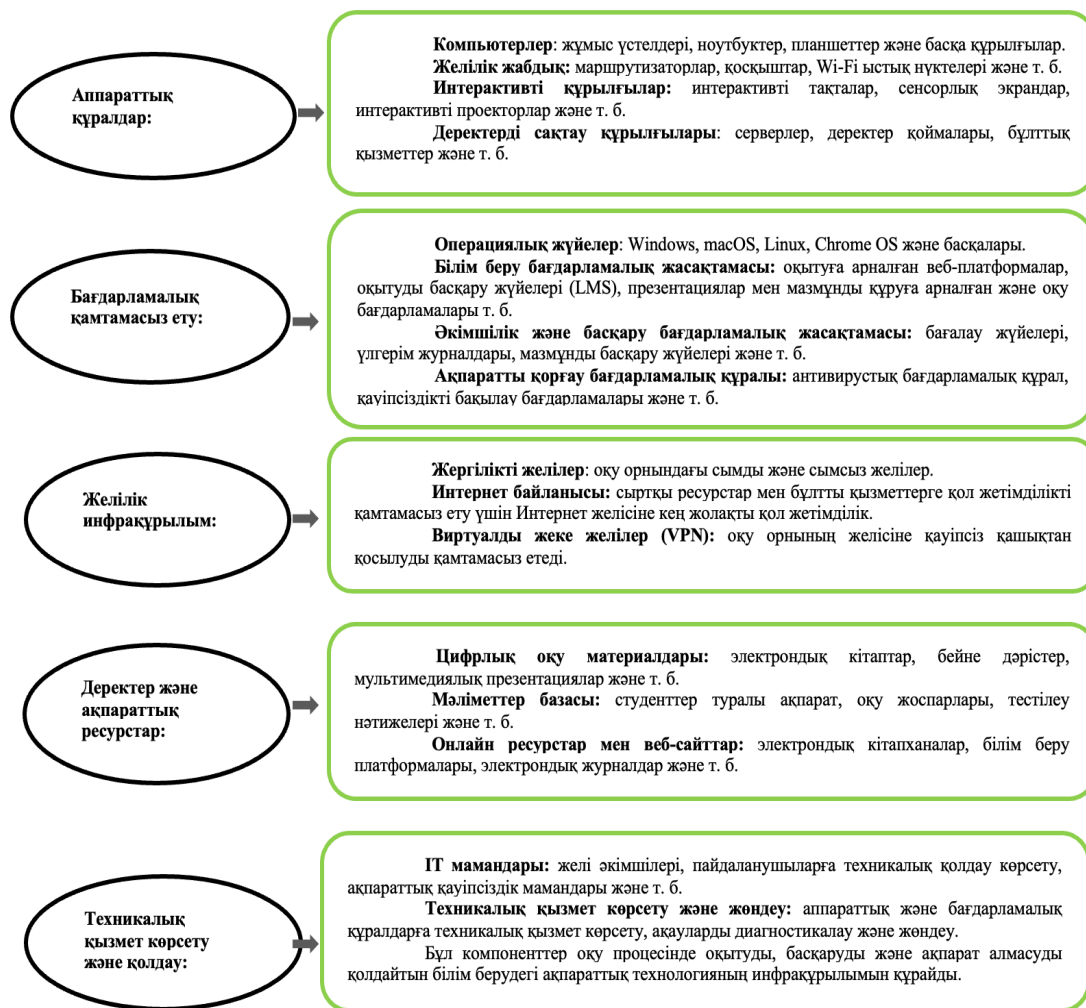 Аппараттық
құралдар:
Компьютерлер: жұмыс үстелдері, ноутбуктер, планшеттер және басқа құрылғылар.
Желілік жабдық: маршрутизаторлар, қосқыштар, Wi-Fi ыстық нүктелері және т. б.
Интерактивті құрылғылар: интерактивті тақталар, сенсорлық экрандар,
интерактивті проекторлар және т. б.
Деректерді сақтау құрылғылары: серверлер, деректер қоймалары, бұлттық
қызметтер және т. б.
Бағдарламалық
қамтамасыз ету:
Операциялық жүйелер: Windows, macOS, Linux, Chrome OS және басқалары.
Білім беру бағдарламалық жасақтамасы: оқытуға арналған веб-платформалар,
оқытуды басқару жүйелері (LMS), презентациялар мен мазмұнды құруға арналған және оқу
бағдарламалары т. б.
Әкімшілік және басқару бағдарламалық жасақтамасы: бағалау жүйелері,
үлгерім журналдары, мазмұнды басқару жүйелері және т. б.
Ақпаратты қорғау бағдарламалық құралы: антивирустық бағдарламалық құрал,
қауіпсіздікті бақылау бағдарламалары және т. б.
Желілік
инфрақұрылым:
Жергілікті желілер: оқу орнындағы сымды және сымсыз желілер.
Интернет байланысы: сыртқы ресурстар мен бұлтты қызметтерге қол жетімділікті
қамтамасыз ету үшін Интернет желісіне кең жолақты қол жетімділік.
Виртуалды жеке желілер (VPN): оқу орнының желісіне қауіпсіз қашықтан
қосылуды қамтамасыз етеді.
Деректер және
ақпараттық
ресурстар:
Цифрлық оқу материалдары: электрондық кітаптар, бейне дәрістер,
мультимедиялық презентациялар және т. б.
Мәліметтер базасы: студенттер туралы ақпарат, оқу жоспарлары, тестілеу
нәтижелері және т. б.
Онлайн ресурстар мен веб-сайттар: электрондық кітапханалар, білім беру
платформалары, электрондық журналдар және т. б.
Техникалық
қызмет көрсету
және қолдау:
IT мамандары: желі әкімшілері, пайдаланушыларға техникалық қолдау көрсету,
ақпараттық қауіпсіздік мамандары және т. б.
Техникалық қызмет көрсету және жөндеу: аппараттық және бағдарламалық
құралдарға техникалық қызмет көрсету, ақауларды диагностикалау және жөндеу.
Бұл компоненттер оқу процесінде оқытуды, басқаруды және ақпарат алмасуды
қолдайтын білім берудегі ақпараттық технологияның инфрақұрылымын құрайды.